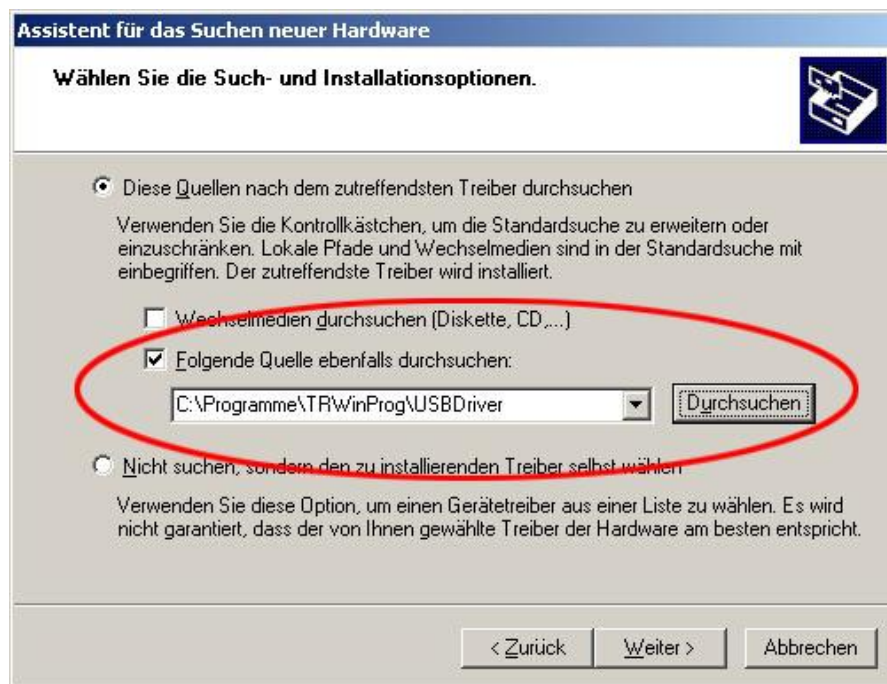 Assistent für das Suchen neuer Hardware
Wählen Sie die Such- und Installationsoptionen.
Diese Quellen nach dem zutreffendsten Treiber durchsuchen
Verwenden Sie die Kontrollkästchen, um die Standardsuche zu erweitern oder
einzuschränken. Lokale Pfade und Wechselmedien sind in der Standardsuche mit
einbegriffen. Der zutreffendste Treiber wird installiert.
Wechselmedien durchsuchen (Diskette, CD,...)
Folgende Quelle ebenfalls durchsuchen:
C:\Programme\TRWinProg\USBDriver
Durchsuchen
Nicht suchen, sondern den zu installierenden Treiber selbst wählen
Verwenden Sie diese Option, um einen Gerätetreiber aus einer Liste zu wählen. Es wird
nicht garantiert, dass der von Ihnen gewählte Treiber der Hardware am besten entspricht.
< Zurück Weiter > Abbrechen